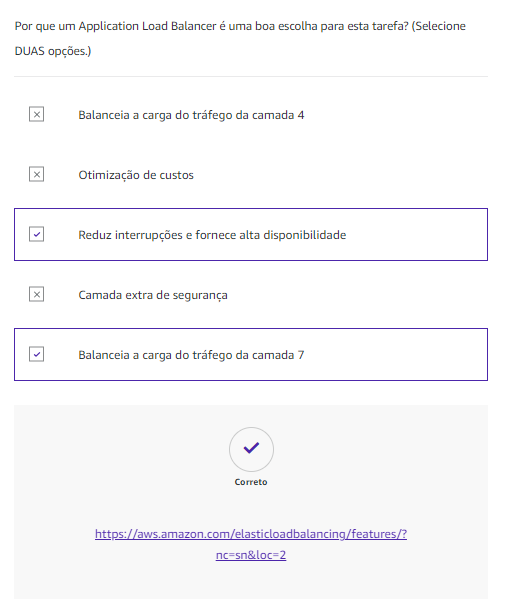 Por que um Application Load Balancer é uma boa escolha para esta tarefa? (Selecione
DUAS opções.)
Balanceia a carga do tráfego da camada 4
Otimização de custos
Reduz interrupções e fornece alta disponibilidade
Camada extra de segurança
Balanceia a carga do tráfego da camada 7
Correto
https://aws.amazon.com/elasticloadbalancing/features/?
nc=sn&loc=2